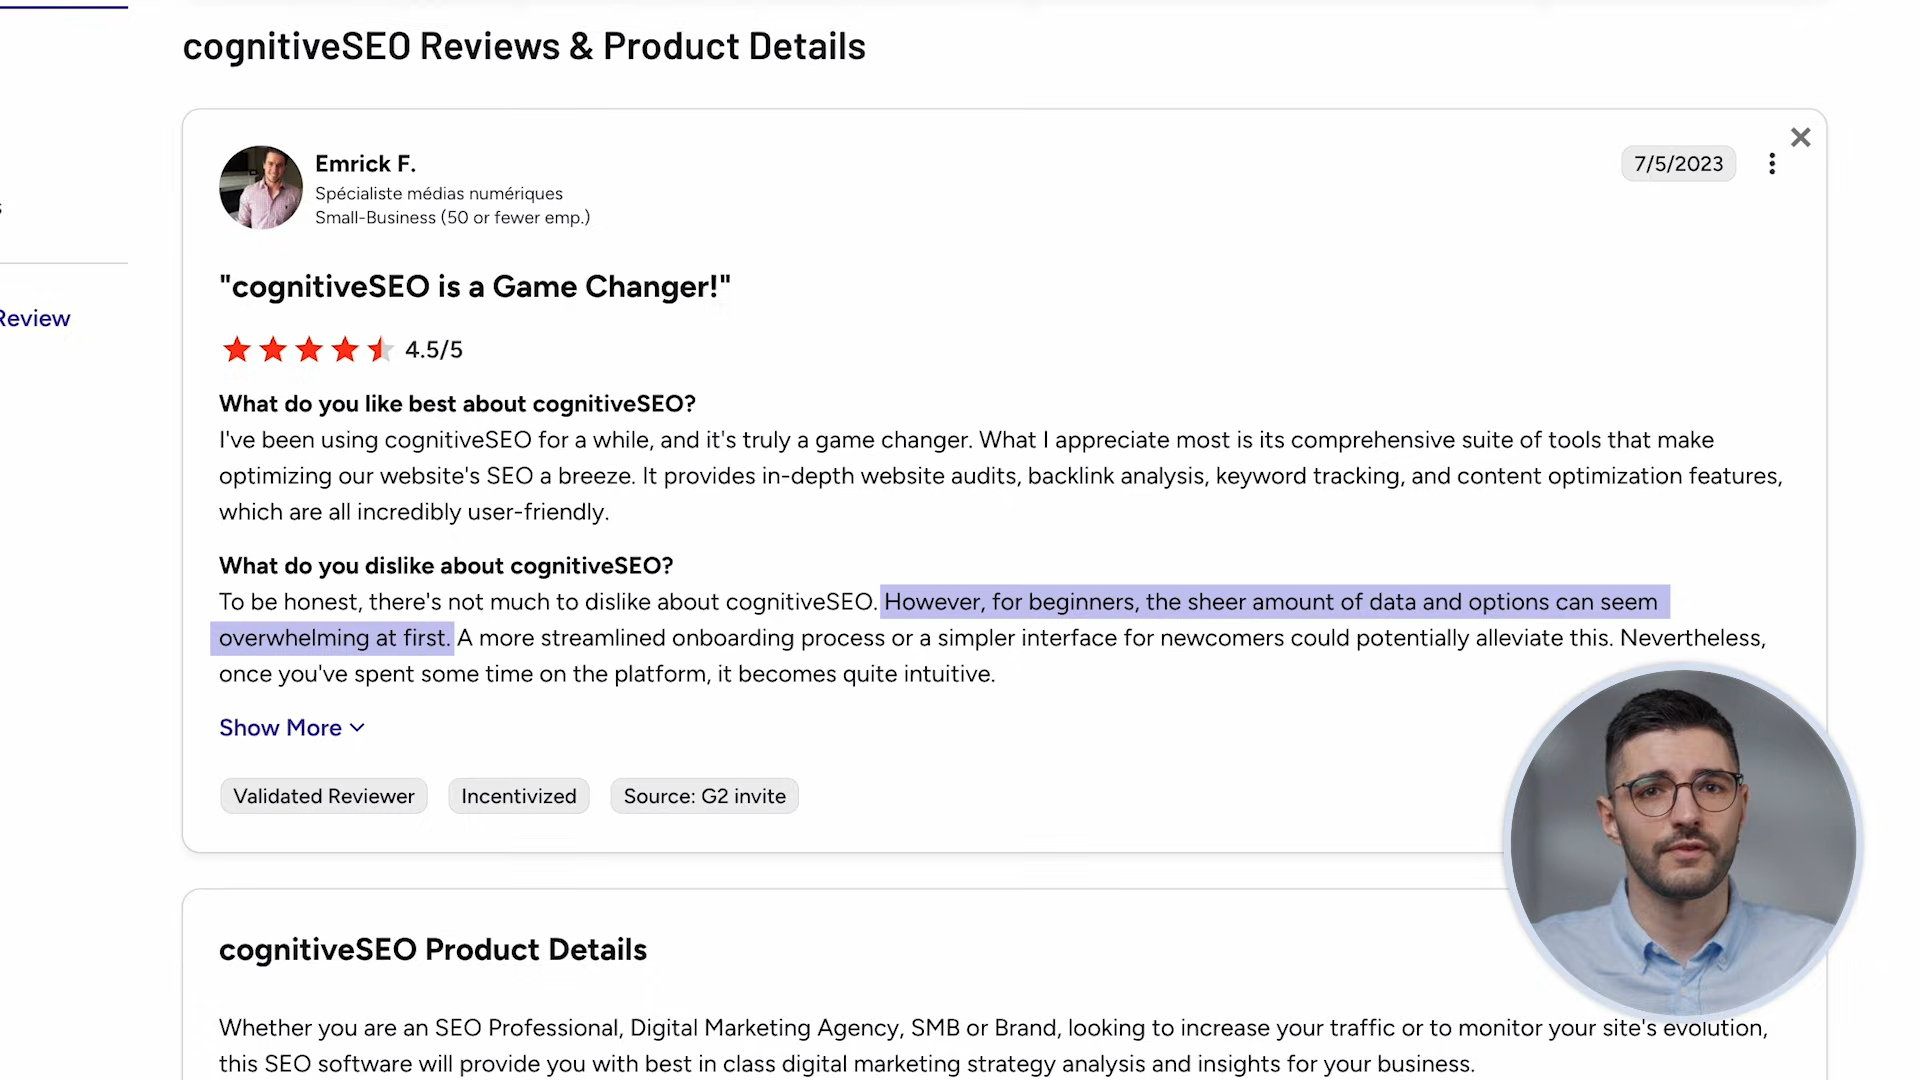 cognitiveSEO Reviews & Product Details
Emrick F.
7/5/2023
Spécialiste médias numériques
Small-Business (50 or fewer emp.)
Review
"cognitiveSEO is a Game Changer!"
4.5/5
What do you like best about cognitiveSEO?
I've been using cognitiveSEO for a while, and it's truly a game changer. What I appreciate most is its comprehensive suite of tools that make
optimizing our website's SEO a breeze. It provides in-depth website audits, backlink analysis, keyword tracking, and content optimization features,
which are all incredibly user-friendly.
What do you dislike about cognitiveSEO?
To be honest, there's not much to dislike about cognitiveSEO. However, for beginners, the sheer amount of data and options can seem
overwhelming at first. A more streamlined onboarding process or a simpler interface for newcomers could potentially alleviate this. Nevertheless,
once you've spent some time on the platform, it becomes quite intuitive.
Show More
Validated Reviewer
Incentivized
Source: G2 invite
cognitiveSEO Product Details
Whether you are an SEO Professional, Digital Marketing Agency, SMB or Brand, looking to increase your traffic or to monitor your site's evolution,
this SEO software will provide you with best in class digital marketing strategy analysis and insights for your business.